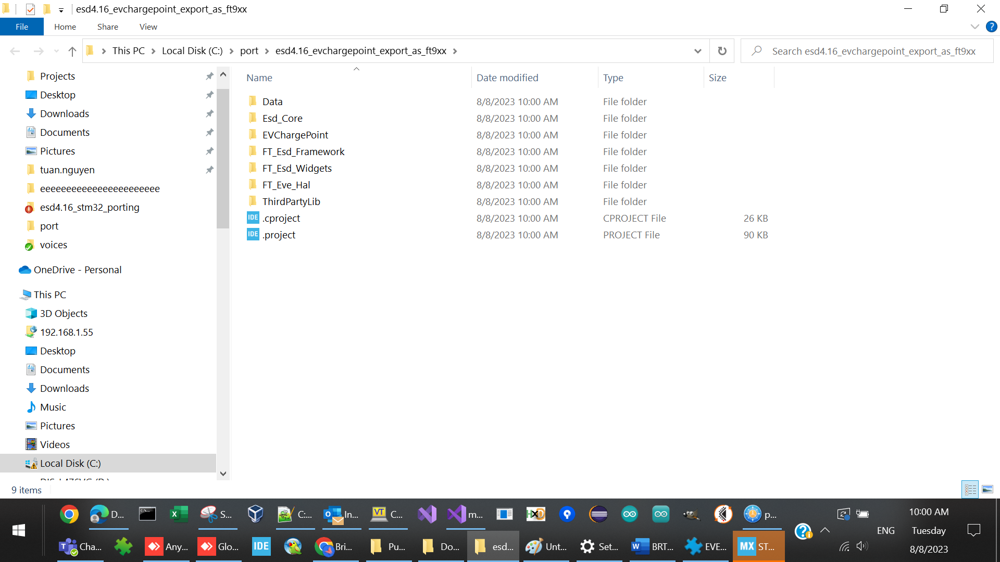 esd4.16_evchargepoint_export_as_ft9xx
File Home Share View
This PC Local Disk (C:) port esd4.16_evchargepoint_export_as_ft9xx
Search esd4.16_evchargepoint_export_as_ft9xx
Projects
Desktop
Downloads
Documents
Pictures
tuan.nguyen
eeeeeeeeeeeeeeeeeeeeeee
esd4.16_stm32_porting
port
voices
OneDrive - Personal
This PC
3D Objects
192.168.1.55
Desktop
Documents
Downloads
Music
Pictures
Videos
Local Disk (C:)
Name Date modified Type Size
Data 8/8/2023 10:00 AM File folder
Esd_Core 8/8/2023 10:00 AM File folder
EVChargePoint 8/8/2023 10:00 AM File folder
FT_Esd_Framework 8/8/2023 10:00 AM File folder
FT_Esd_Widgets 8/8/2023 10:00 AM File folder
FT_Eve_Hal 8/8/2023 10:00 AM File folder
ThirdPartyLib 8/8/2023 10:00 AM File folder
IDE .cproject 8/8/2023 10:00 AM CPROJECT File 26 KB
IDE .project 8/8/2023 10:00 AM PROJECT File 90 KB
9 items
D... S... C:... In... VT C... m... HXD p...
Cha... Any... Glo... IDE Bri... Pu... Do... esd... Unt... Set... BRT... EVE... MX ST...
ENG
10:00 AM
Tuesday
8/8/2023